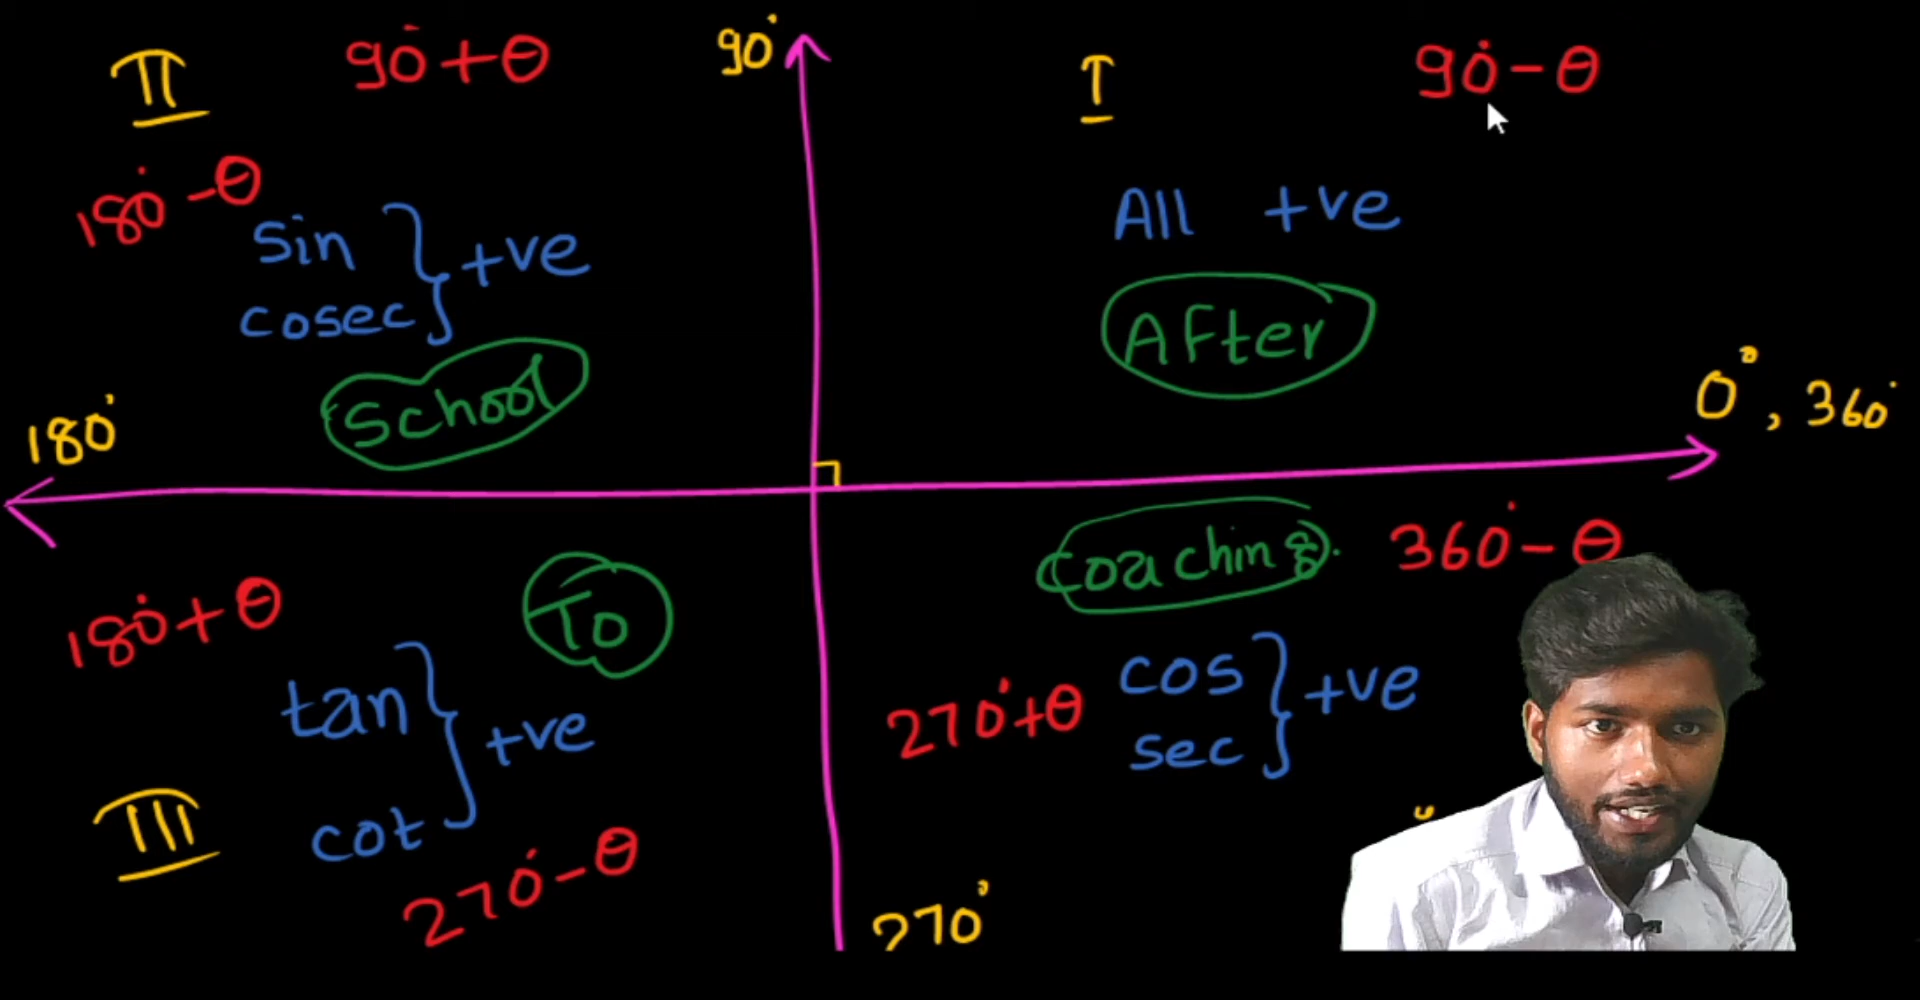 II
90°+θ
90°
I
90°-θ
180°-θ
sin
cosec
+ve
School
All +ve
After
180°
0°, 360°
180°+θ
To
tan
cot
+ve
III
270°-θ
Coaching.
360°-θ
270°+θ
cos
sec
+ve
270°